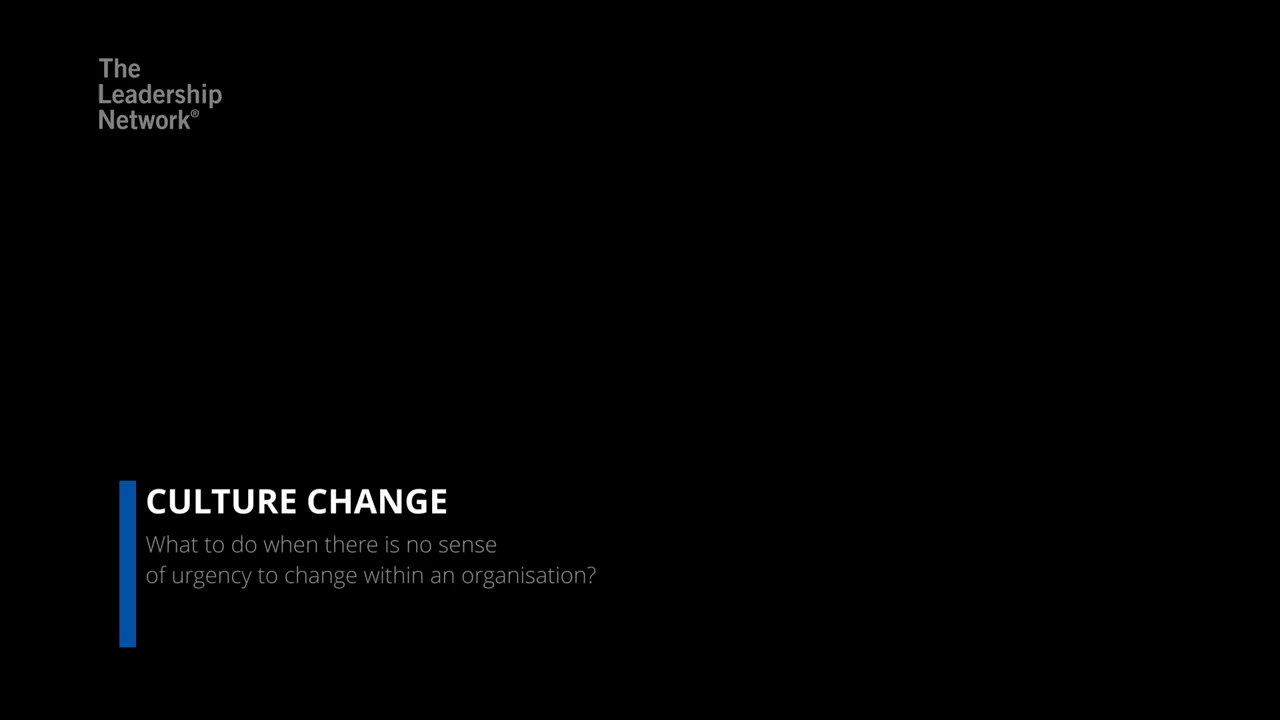 The
Leadership
Network®
CULTURE CHANGE
What to do when there is no sense
of urgency to change within an organisation?